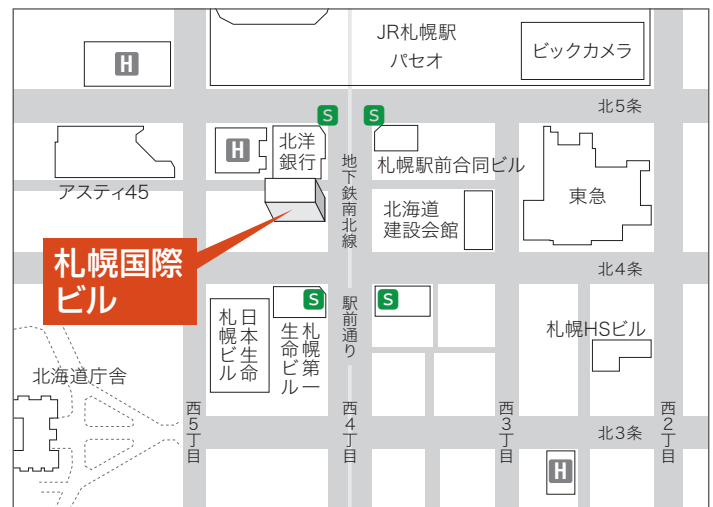 JR札幌駅
パセオ
ビックカメラ
H
北5条
S
S
H
北洋
銀行
地下鉄南北線
札幌駅前合同ビル
アスティ45
東急
北海道
建設会館
札幌国際
ビル
北4条
S
S
日本生命
札幌ビル
札幌第一
生命ビル
駅前通り
札幌HSビル
北海道庁舎
西5丁目
西4丁目
西3丁目
北3条
西2丁目
H